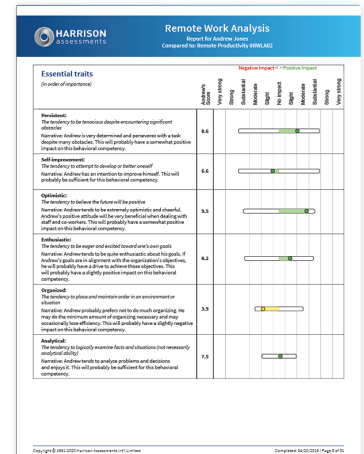 HARRISON
assessments
Remote Work Analysis
Report for Andrew Jones
Compared to: Remote Productivity #RWLA02
Essential traits
(in order of importance)
Negative Impact < > Positive Impact
Andrew's Score
Very strong
Strong
Substantial
Moderate
Slight
No Impact
Slight
Moderate
Substantial
Strong
Very strong
Persistent:
The tendency to be tenacious despite encountering significant
obstacles
Narrative: Andrew is very determined and perseveres with a task
despite many obstacles. This will probably have a somewhat positive
impact on this behavioral competency.
8.6
Self-improvement:
The tendency to attempt to develop or better oneself
Narrative: Andrew has an intention to improve himself. This will
probably be sufficient for this behavioral competency.
6.6
Optimistic:
The tendency to believe the future will be positive
Narrative: Andrew tends to be extremely optimistic and cheerful.
Andrew's positive attitude will be very beneficial when dealing with
staff and co-workers. This will probably have a somewhat positive
impact on this behavioral competency.
9.5
Enthusiastic:
The tendency to be eager and excited toward one's own goals
Narrative: Andrew tends to be quite enthusiastic about his goals. If
Andrew's goals are in alignment with the organization's objectives,
he will probably have a drive to achieve those objectives. This
will probably have a slightly positive impact on this behavioral
competency.
8.2
Organized:
The tendency to place and maintain order in an environment or
situation
Narrative: Andrew probably prefers not to do much organizing. He
may do the minimum amount of organizing necessary and may
occasionally lose efficiency. This will probably have a slightly negative
impact on this behavioral competency.
3.9
Analytical:
The tendency to logically examine facts and situations (not necessarily
analytical ability)
Narrative: Andrew tends to analyze problems and decisions
and enjoys it. This will probably be sufficient for this behavioral
competency.
7.5
Copyright © 1992-2020 Harrison Assessments Int'l Limited
Completed: 04/02/2019 | Page 9 of 31